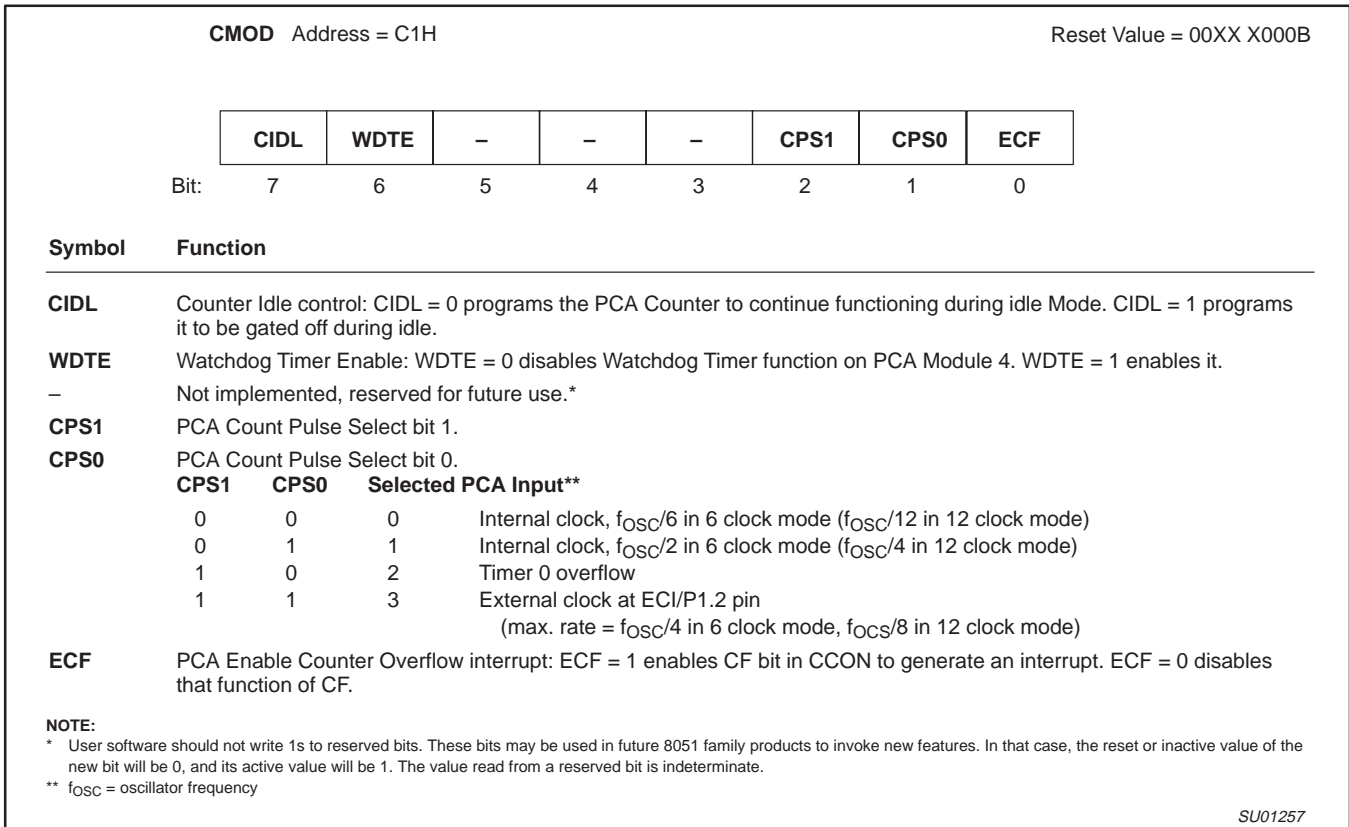 CMOD Address = C1H Reset Value = 00XX X000B
CIDL WDTE – – – CPS1 CPS0 ECF
Bit: 7 6 5 4 3 2 1 0
Symbol Function
CIDL Counter Idle control: CIDL = 0 programs the PCA Counter to continue functioning during idle Mode. CIDL = 1 programs
it to be gated off during idle.
WDTE Watchdog Timer Enable: WDTE = 0 disables Watchdog Timer function on PCA Module 4. WDTE = 1 enables it.
– Not implemented, reserved for future use.*
CPS1 PCA Count Pulse Select bit 1.
CPS0 PCA Count Pulse Select bit 0.
CPS1 CPS0 Selected PCA Input**
0 0 0 Internal clock, fOSC/6 in 6 clock mode (fOSC/12 in 12 clock mode)
0 1 1 Internal clock, fOSC/2 in 6 clock mode (fOSC/4 in 12 clock mode)
1 0 2 Timer 0 overflow
1 1 3 External clock at ECI/P1.2 pin
(max. rate = fOSC/4 in 6 clock mode, fOCS/8 in 12 clock mode)
ECF PCA Enable Counter Overflow interrupt: ECF = 1 enables CF bit in CCON to generate an interrupt. ECF = 0 disables
that function of CF.
NOTE:
* User software should not write 1s to reserved bits. These bits may be used in future 8051 family products to invoke new features. In that case, the reset or inactive value of the
new bit will be 0, and its active value will be 1. The value read from a reserved bit is indeterminate.
** fOSC = oscillator frequency
SU01257